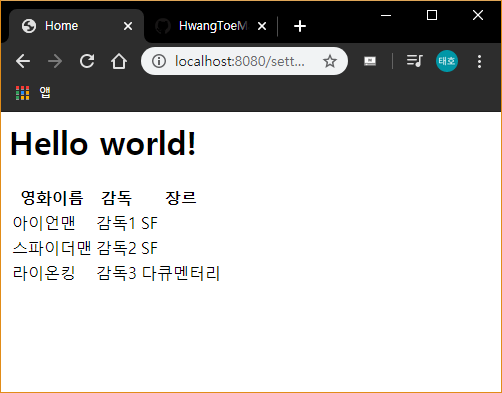 Home
HwangToeM
localhost:8080/sett...
태호
앱
Hello world!
영화이름 감독 장르
아이언맨 감독1 SF
스파이더맨 감독2 SF
라이온킹 감독3 다큐멘터리